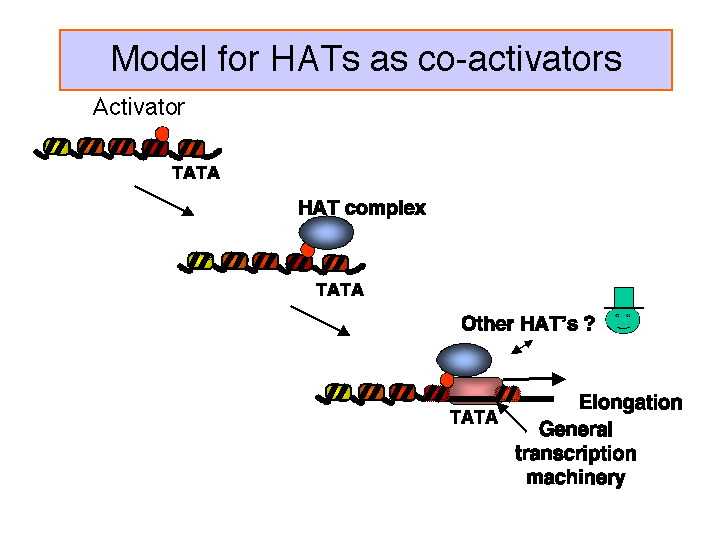 Model for HATs as co-activators
Activator
TATA
HAT complex
TATA
Other HAT's ?
TATA
Elongation
General
transcription
machinery